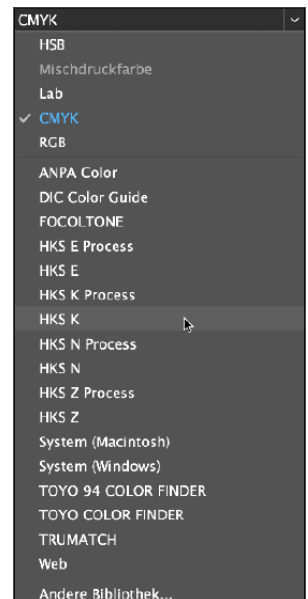 CMYK
HSB
Mischdruckfarbe
Lab
CMYK
RGB
ANPA Color
DIC Color Guide
FOCOLTONE
HKS E Process
HKS E
HKS K Process
HKS K
HKS N Process
HKS N
HKS Z Process
HKS Z
System (Macintosh)
System (Windows)
TOYO 94 COLOR FINDER
TOYO COLOR FINDER
TRUMATCH
Web
Andere Bibliothek...